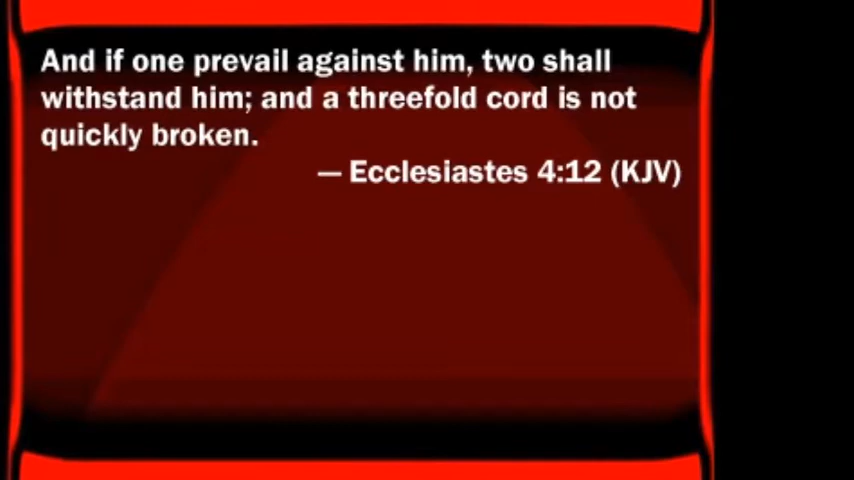 And if one prevail against him, two shall
withstand him; and a threefold cord is not
quickly broken.
— Ecclesiastes 4:12 (KJV)